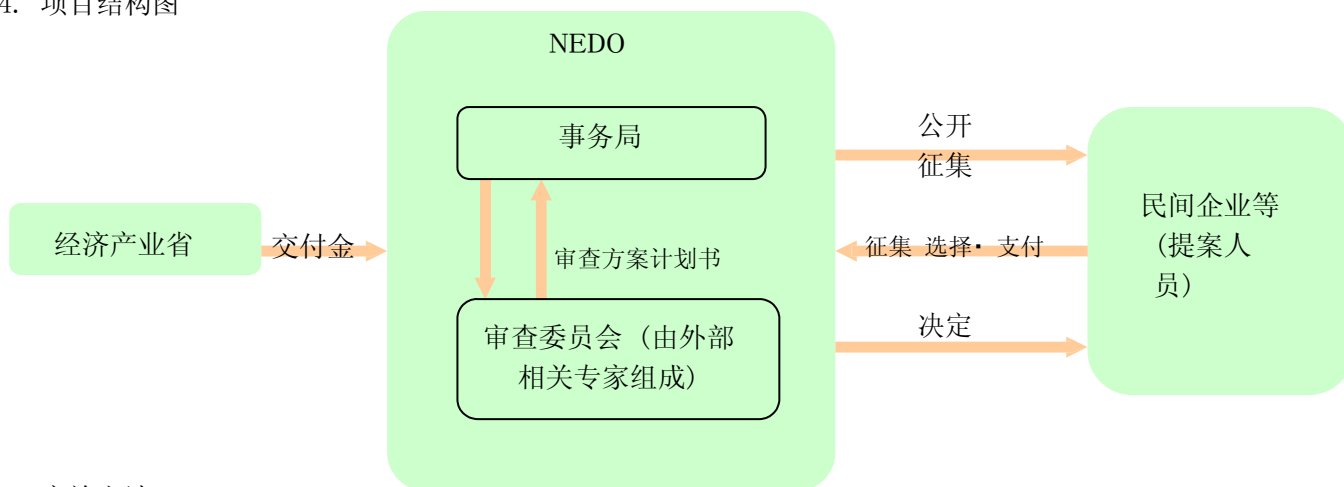 4. 项目结构图
NEDO
事务局
公开
征集
经济产业省
交付金
审查方案计划书
征集 选择· 支付
民间企业等
(提案人
员)
审查委员会 (由外部
相关专家组成)
决定